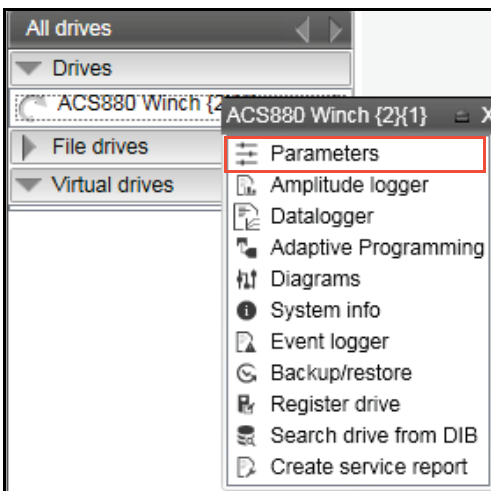 All drives
Drives
ACS880 Winch {2}
ACS880 Winch {2}{1} X
File drives
Virtual drives
Parameters
Amplitude logger
Datalogger
Adaptive Programming
Diagrams
System info
Event logger
Backup/restore
Register drive
Search drive from DIB
Create service report